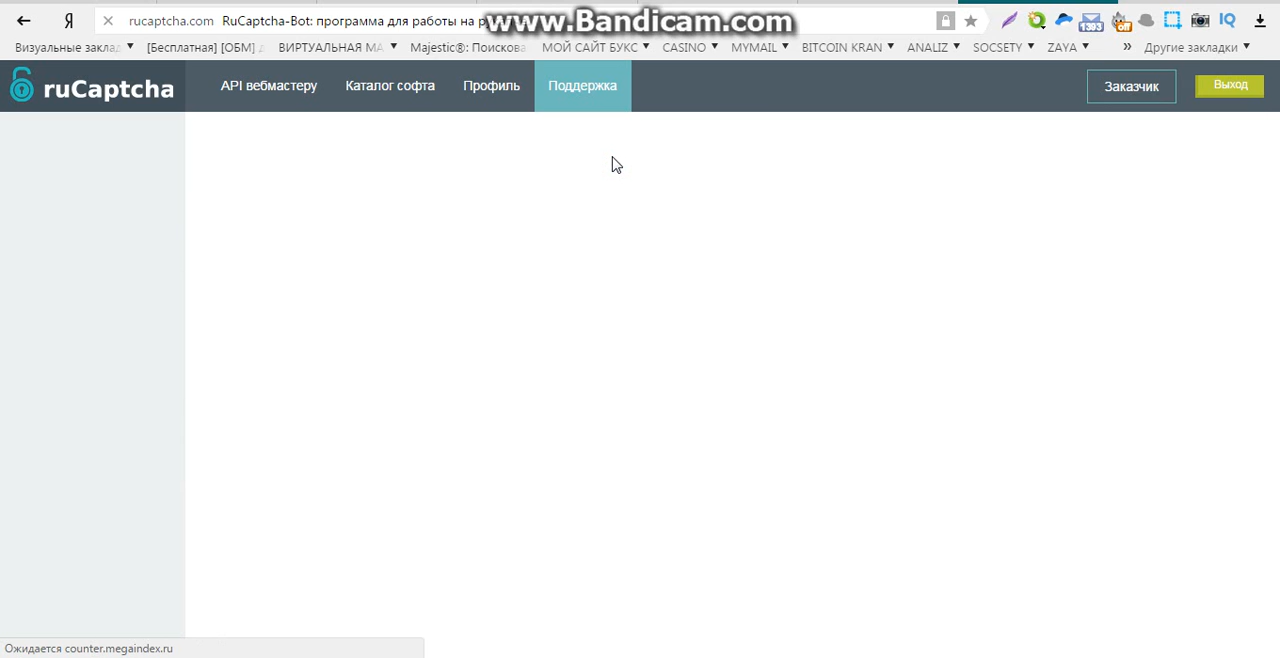 www.Bandicam.com
Я rucaptcha.com RuCaptcha-Bot: программа для работы на IQ
Визуальные заклад [Бесплатная] [ОБМ] ВИРТУАЛЬНАЯ МА Majestic®: Поискова МОЙ САЙТ БУКС CASINO MYMAIL BITCOIN KRAN ANALIZ SOCSETY ZAYA » Другие закладки
ruCaptcha API вебмастеру Каталог софта Профиль Поддержка Заказчик Выход
Ожидается counter.megaindex.ru